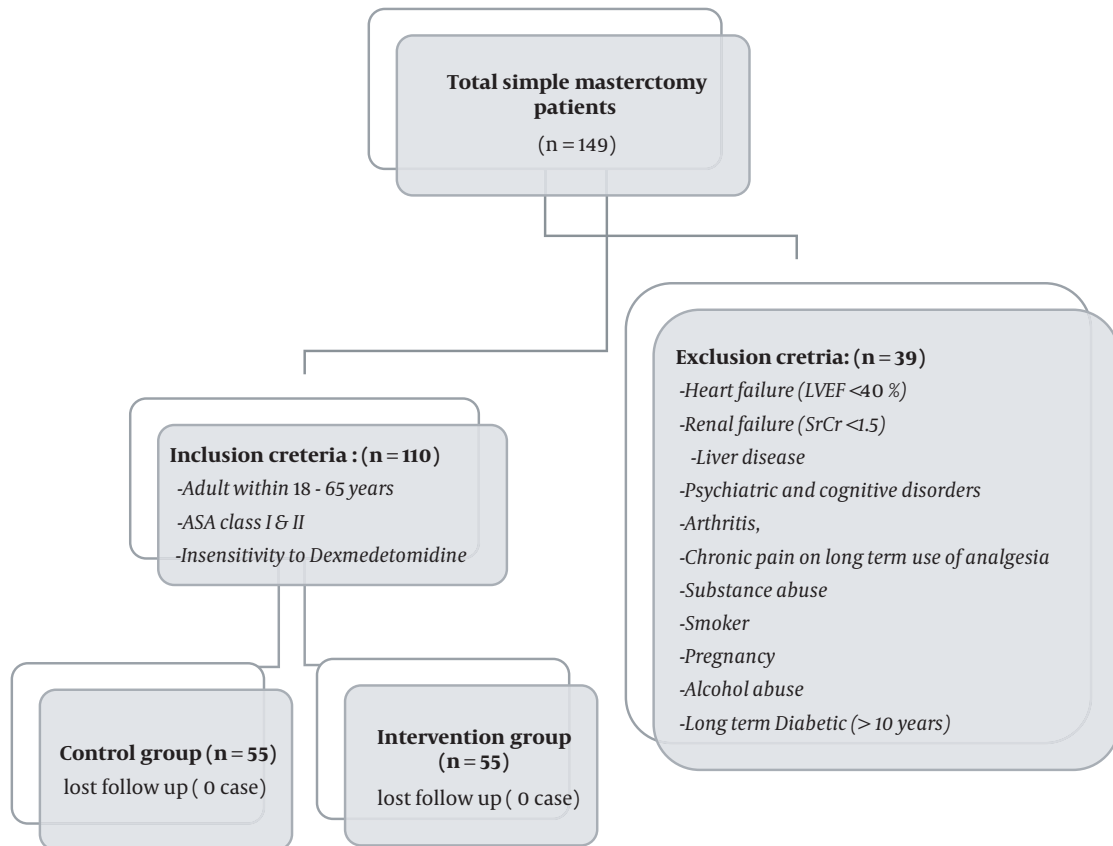 Total simple masterctomy
patients
(n = 149)
Exclusion cretria: (n = 39)
-Heart failure (LVEF <40 %)
-Renal failure (SrCr <1.5)
-Liver disease
-Psychiatric and cognitive disorders
-Arthritis,
-Chronic pain on long term use of analgesia
-Substance abuse
-Smoker
-Pregnancy
-Alcohol abuse
-Long term Diabetic (> 10 years)
Inclusion creteria : (n = 110)
-Adult within 18 - 65 years
-ASA class I & II
-Insensitivity to Dexmedetomidine
Control group (n = 55)
lost follow up ( 0 case)
Intervention group
(n = 55)
lost follow up ( 0 case)